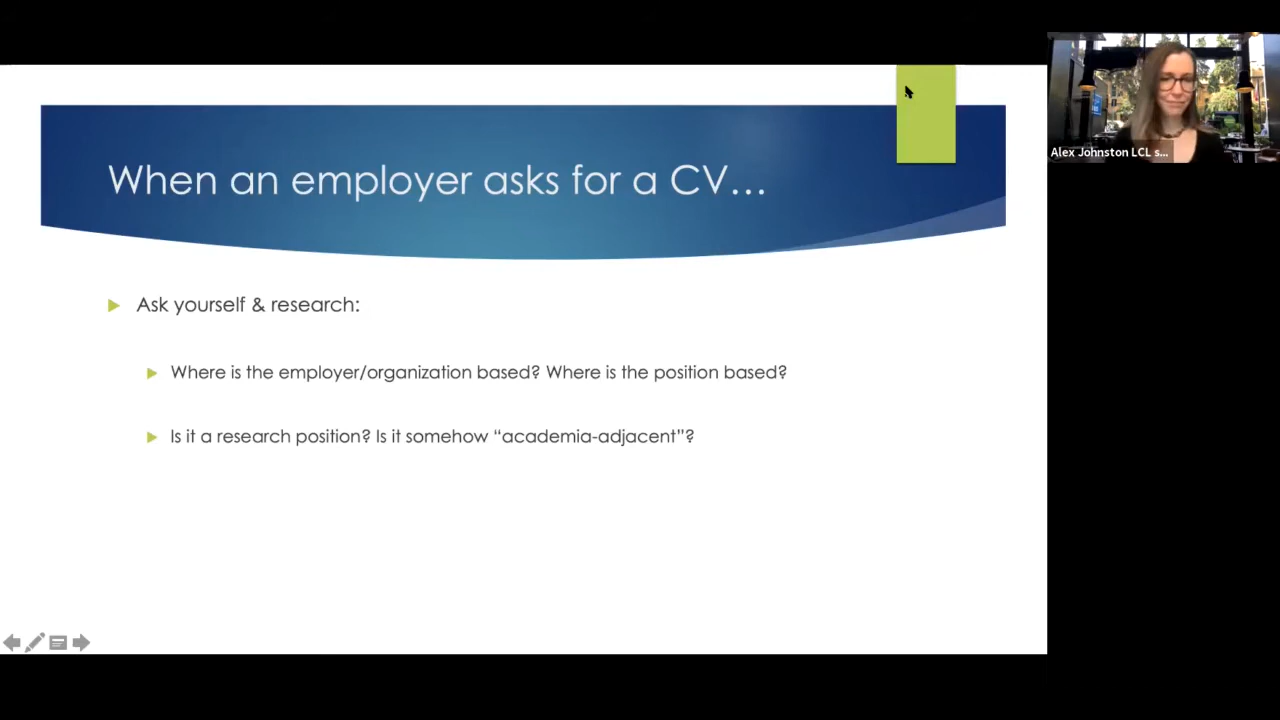 When an employer asks for a CV…
Ask yourself & research:
Where is the employer/organization based? Where is the position based?
Is it a research position? Is it somehow “academia-adjacent”?
Alex Johnston LCL s...